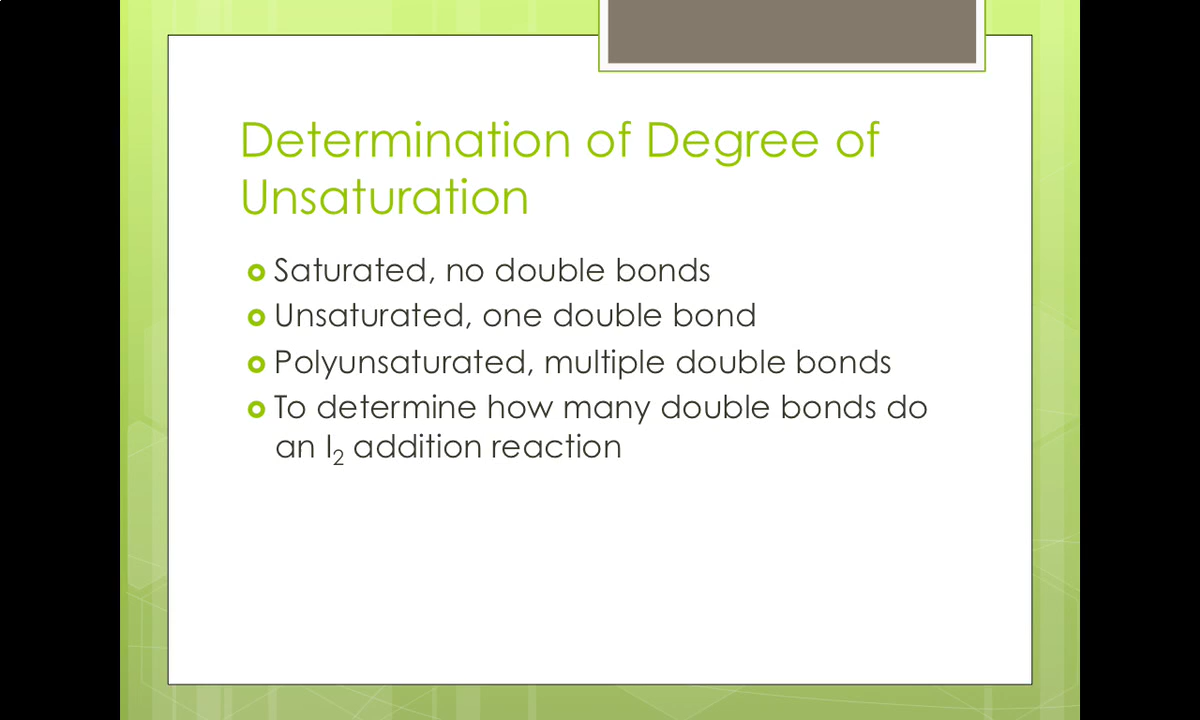 Determination of Degree of
Unsaturation
Saturated, no double bonds
Unsaturated, one double bond
Polyunsaturated, multiple double bonds
To determine how many double bonds do
an I₂ addition reaction